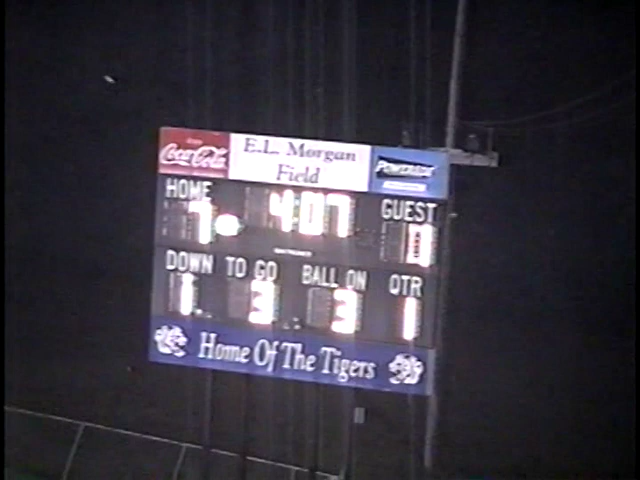 Coca-Cola
E.L. Morgan
Field
POWERADE
HOME
7
4:07
GUEST
DOWN
1
TO GO
3
BALL ON
3
QTR
1
Home Of The Tigers